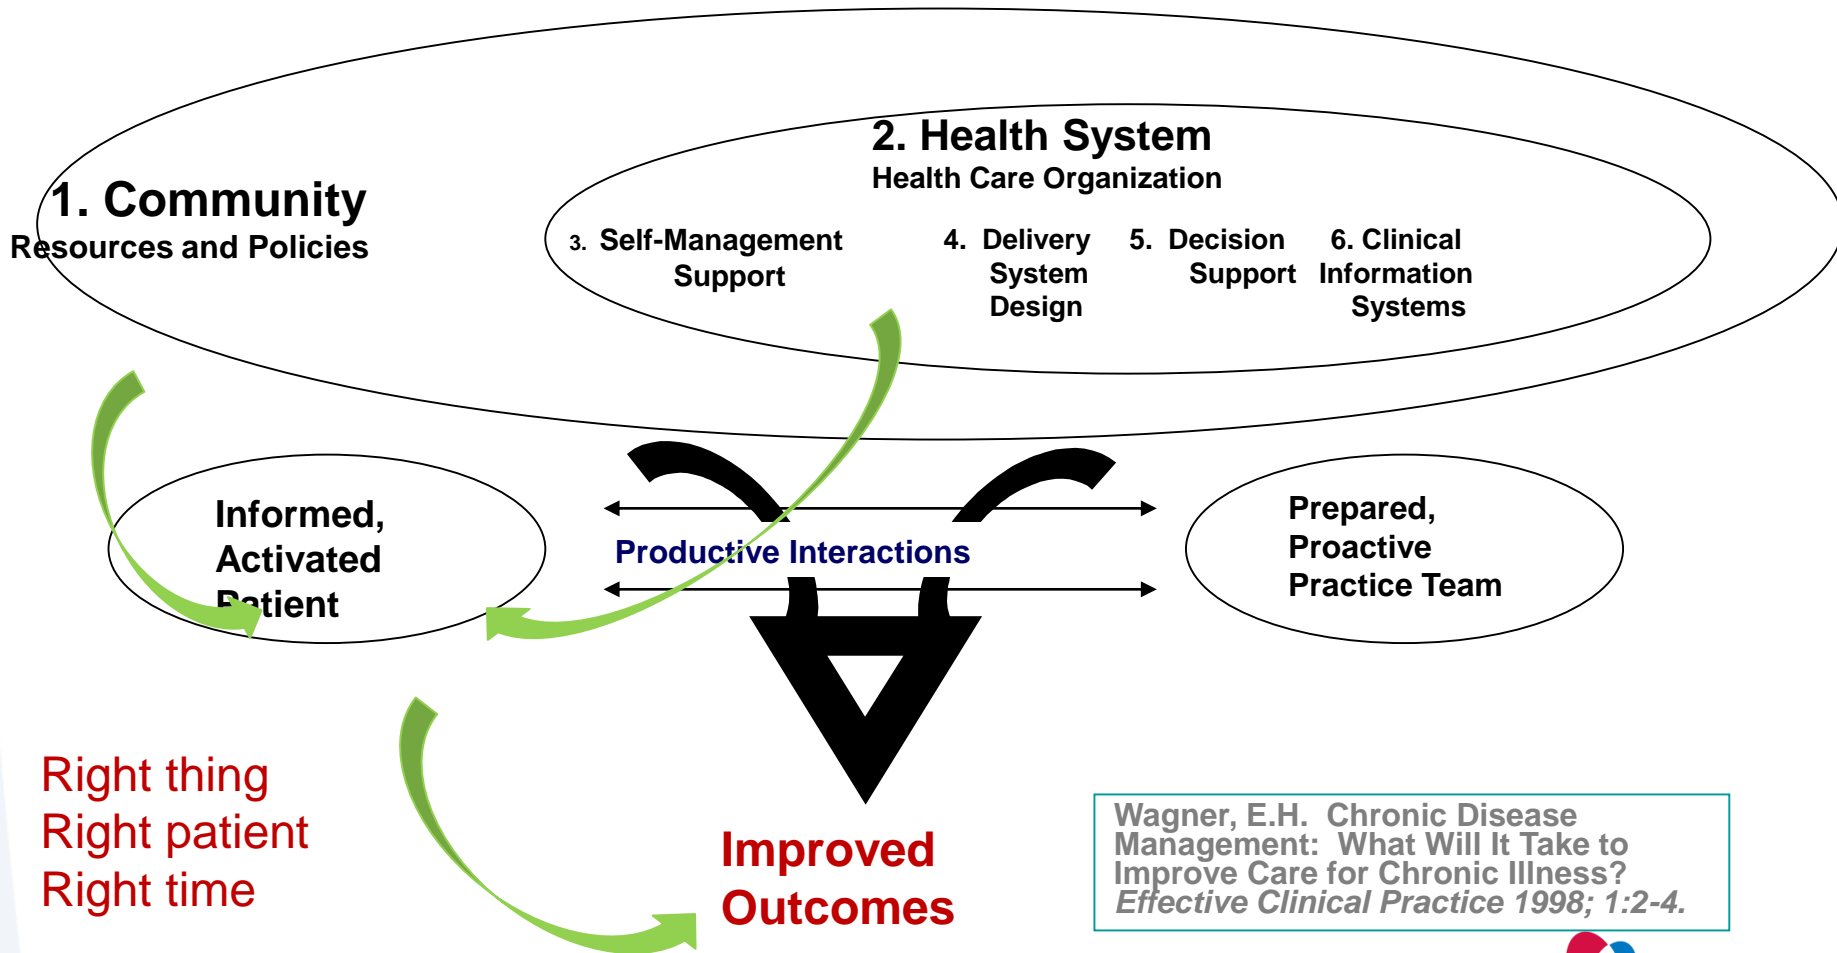 2. Health System
Health Care Organization
1. Community
Resources and Policies
3. Self-Management
Support
4. Delivery
System
Design
5. Decision
Support
6. Clinical
Information
Systems
Informed,
Activated
Patient
Productive Interactions
Prepared,
Proactive
Practice Team
Right thing
Right patient
Right time
Improved
Outcomes
Wagner, E.H. Chronic Disease
Management: What Will It Take to
Improve Care for Chronic Illness?
Effective Clinical Practice 1998; 1:2-4.